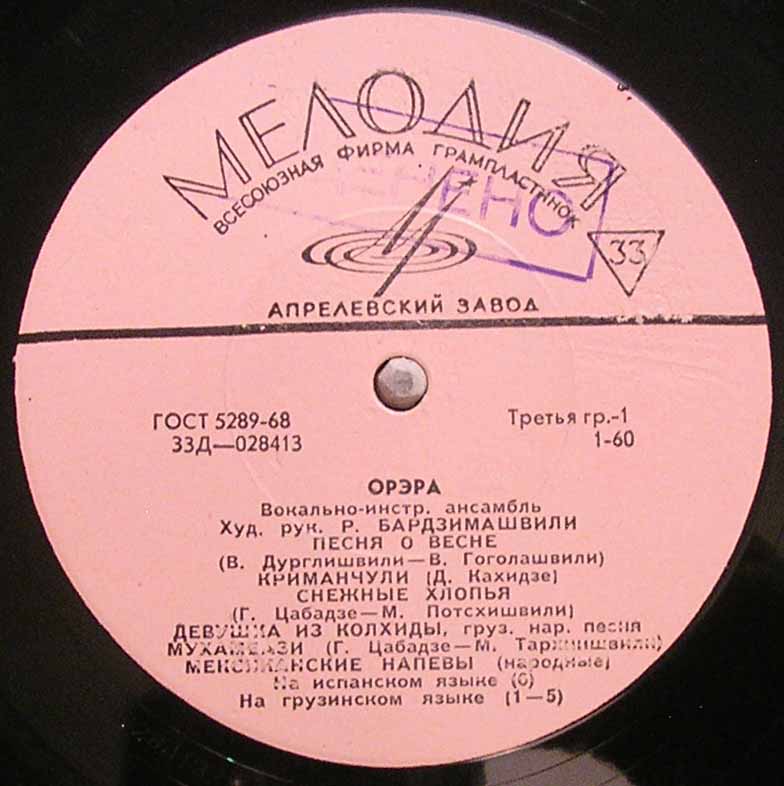 МЕЛОДИЯ
ВСЕСОЮЗНАЯ ФИРМА ГРАМПЛАСТИНОК
33
АПРЕЛЕВСКИЙ ЗАВОД
ГОСТ 5289-68
33Д—028413
Третья гр.-1
1-60
ОРЭРА
Вокально-инстр. ансамбль
Худ. рук. Р. БАРДЗИМАШВИЛИ
ПЕСНЯ О ВЕСНЕ
(В. Дурглишвили—В. Гоголашвили)
КРИМАНЧУЛИ (Д. Кахидзе)
СНЕЖНЫЕ ХЛОПЬЯ
(Г. Цабадзе—М. Потсхишвили)
ДЕВУШКА ИЗ КОЛХИДЫ, груз. нар. песня
(Г. Цабадзе—М.
МЕКСИКАНСКИЕ НАПЕВЫ (народные)
На испанском языке (6)
На грузинском языке (1—5)